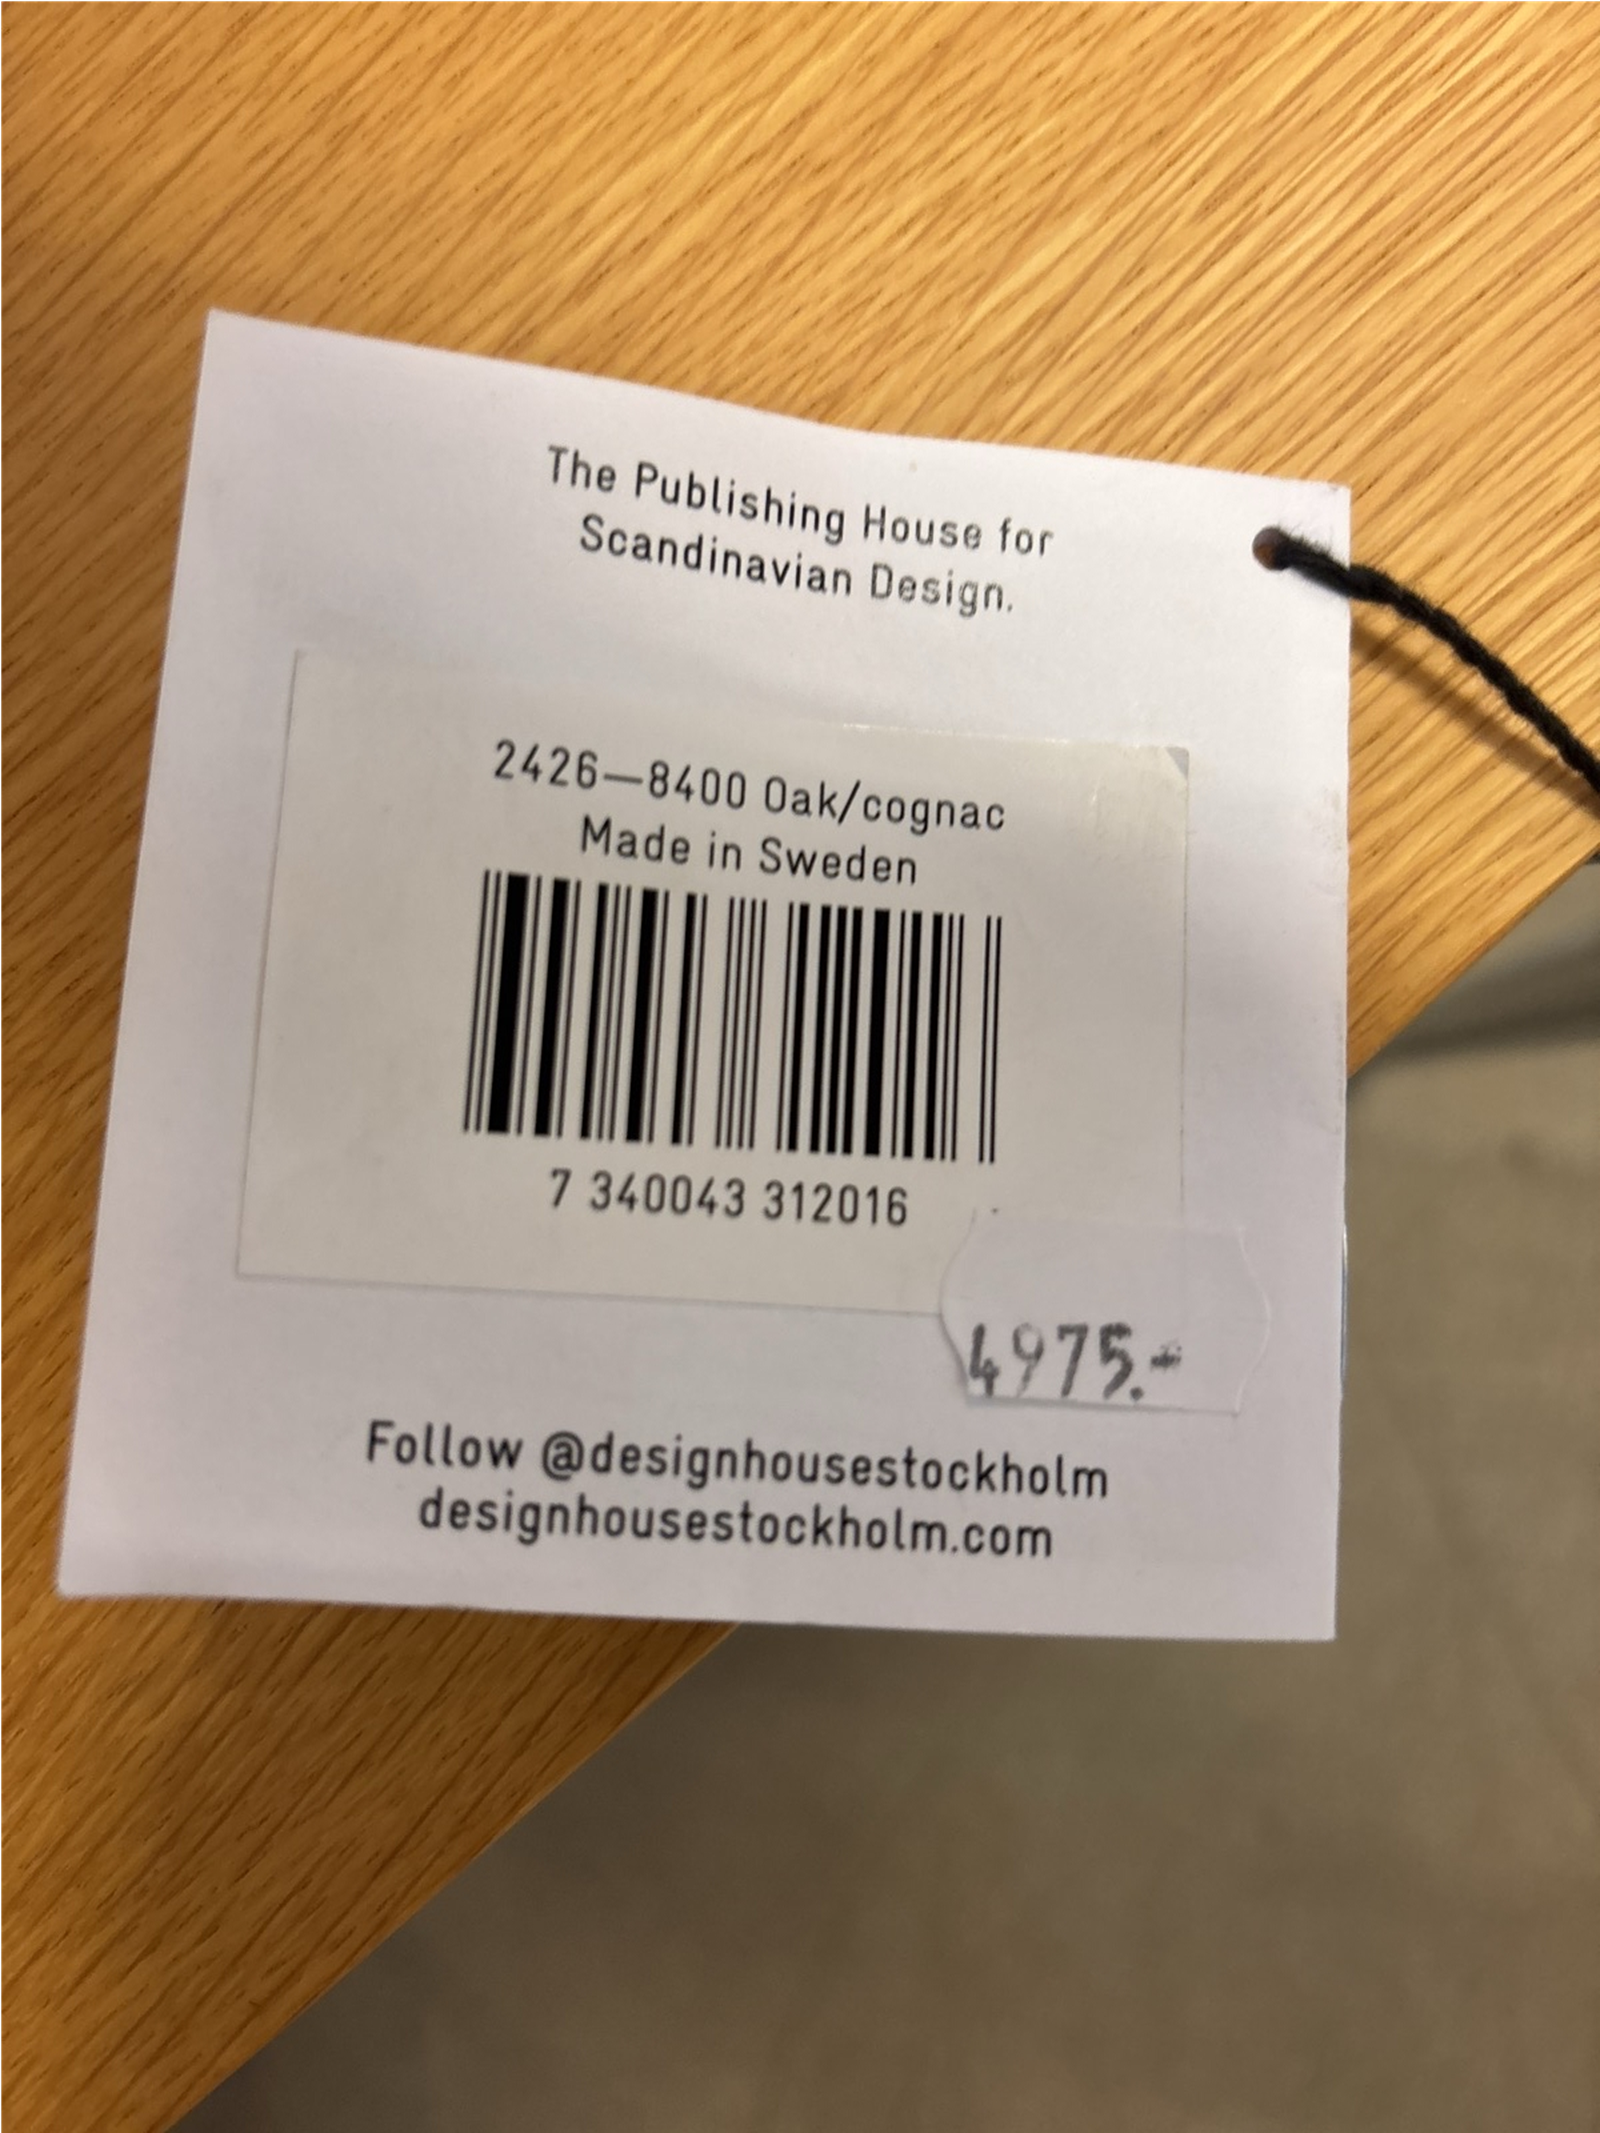 The Publishing House for
Scandinavian Design.
2426—8400 Oak/cognac
Made in Sweden
7 340043 312016
4975.-
Follow @designhousestockholm
designhousestockholm.com